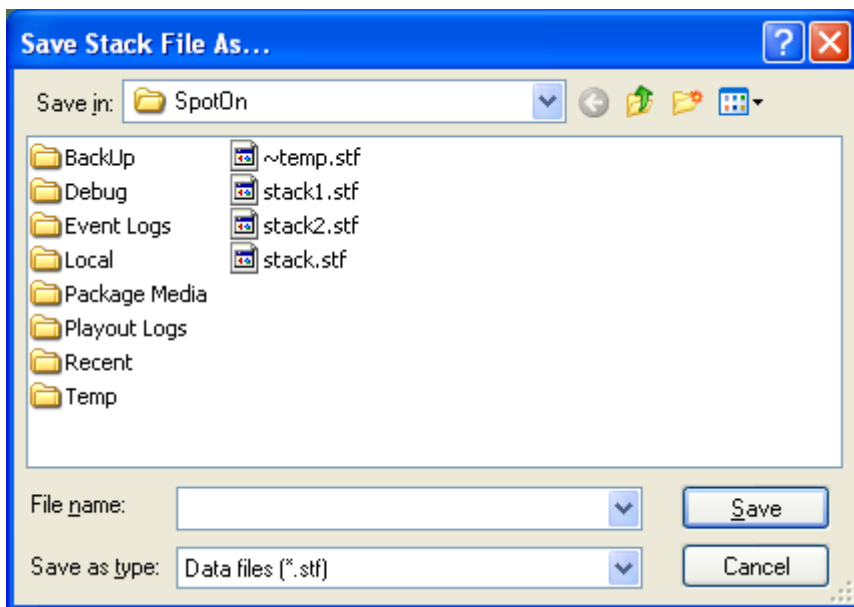 Save Stack File As...
Save in: SpotOn
BackUp ~temp.stf
Debug stack1.stf
Event Logs stack2.stf
Local stack.stf
Package Media
Playout Logs
Recent
Temp
File name: Save
Save as type: Data files (*.stf) Cancel